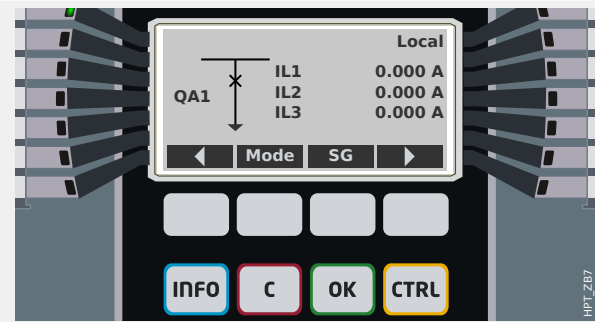 Local
IL1 0.000 A
QA1 IL2 0.000 A
IL3 0.000 A
Mode SG
INFO C OK CTRL
HPT_ZB7